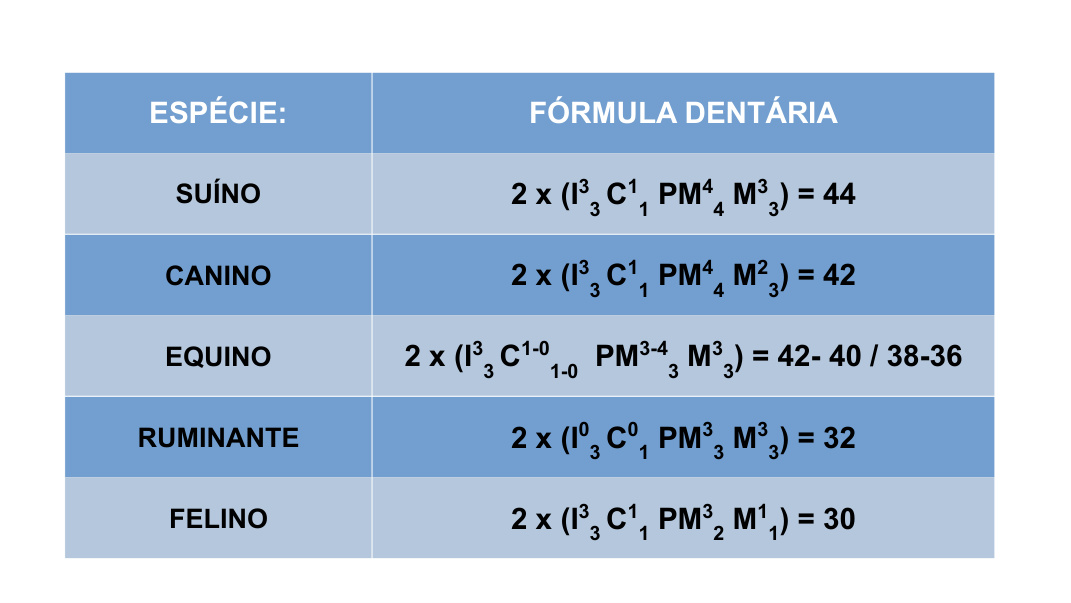 ESPÉCIE: FÓRMULA DENTÁRIA
SUÍNO 2 x (I³₃ C¹₁ PM⁴₄ M³₃) = 44
CANINO 2 x (I³₃ C¹₁ PM⁴₄ M²₃) = 42
EQUINO 2 x (I³₃ C¹⁻⁰₁₋₀ PM³⁻⁴₃ M³₃) = 42- 40 / 38-36
RUMINANTE 2 x (I⁰₃ C⁰₁ PM³₃ M³₃) = 32
FELINO 2 x (I³₃ C¹₁ PM³₂ M¹₁) = 30